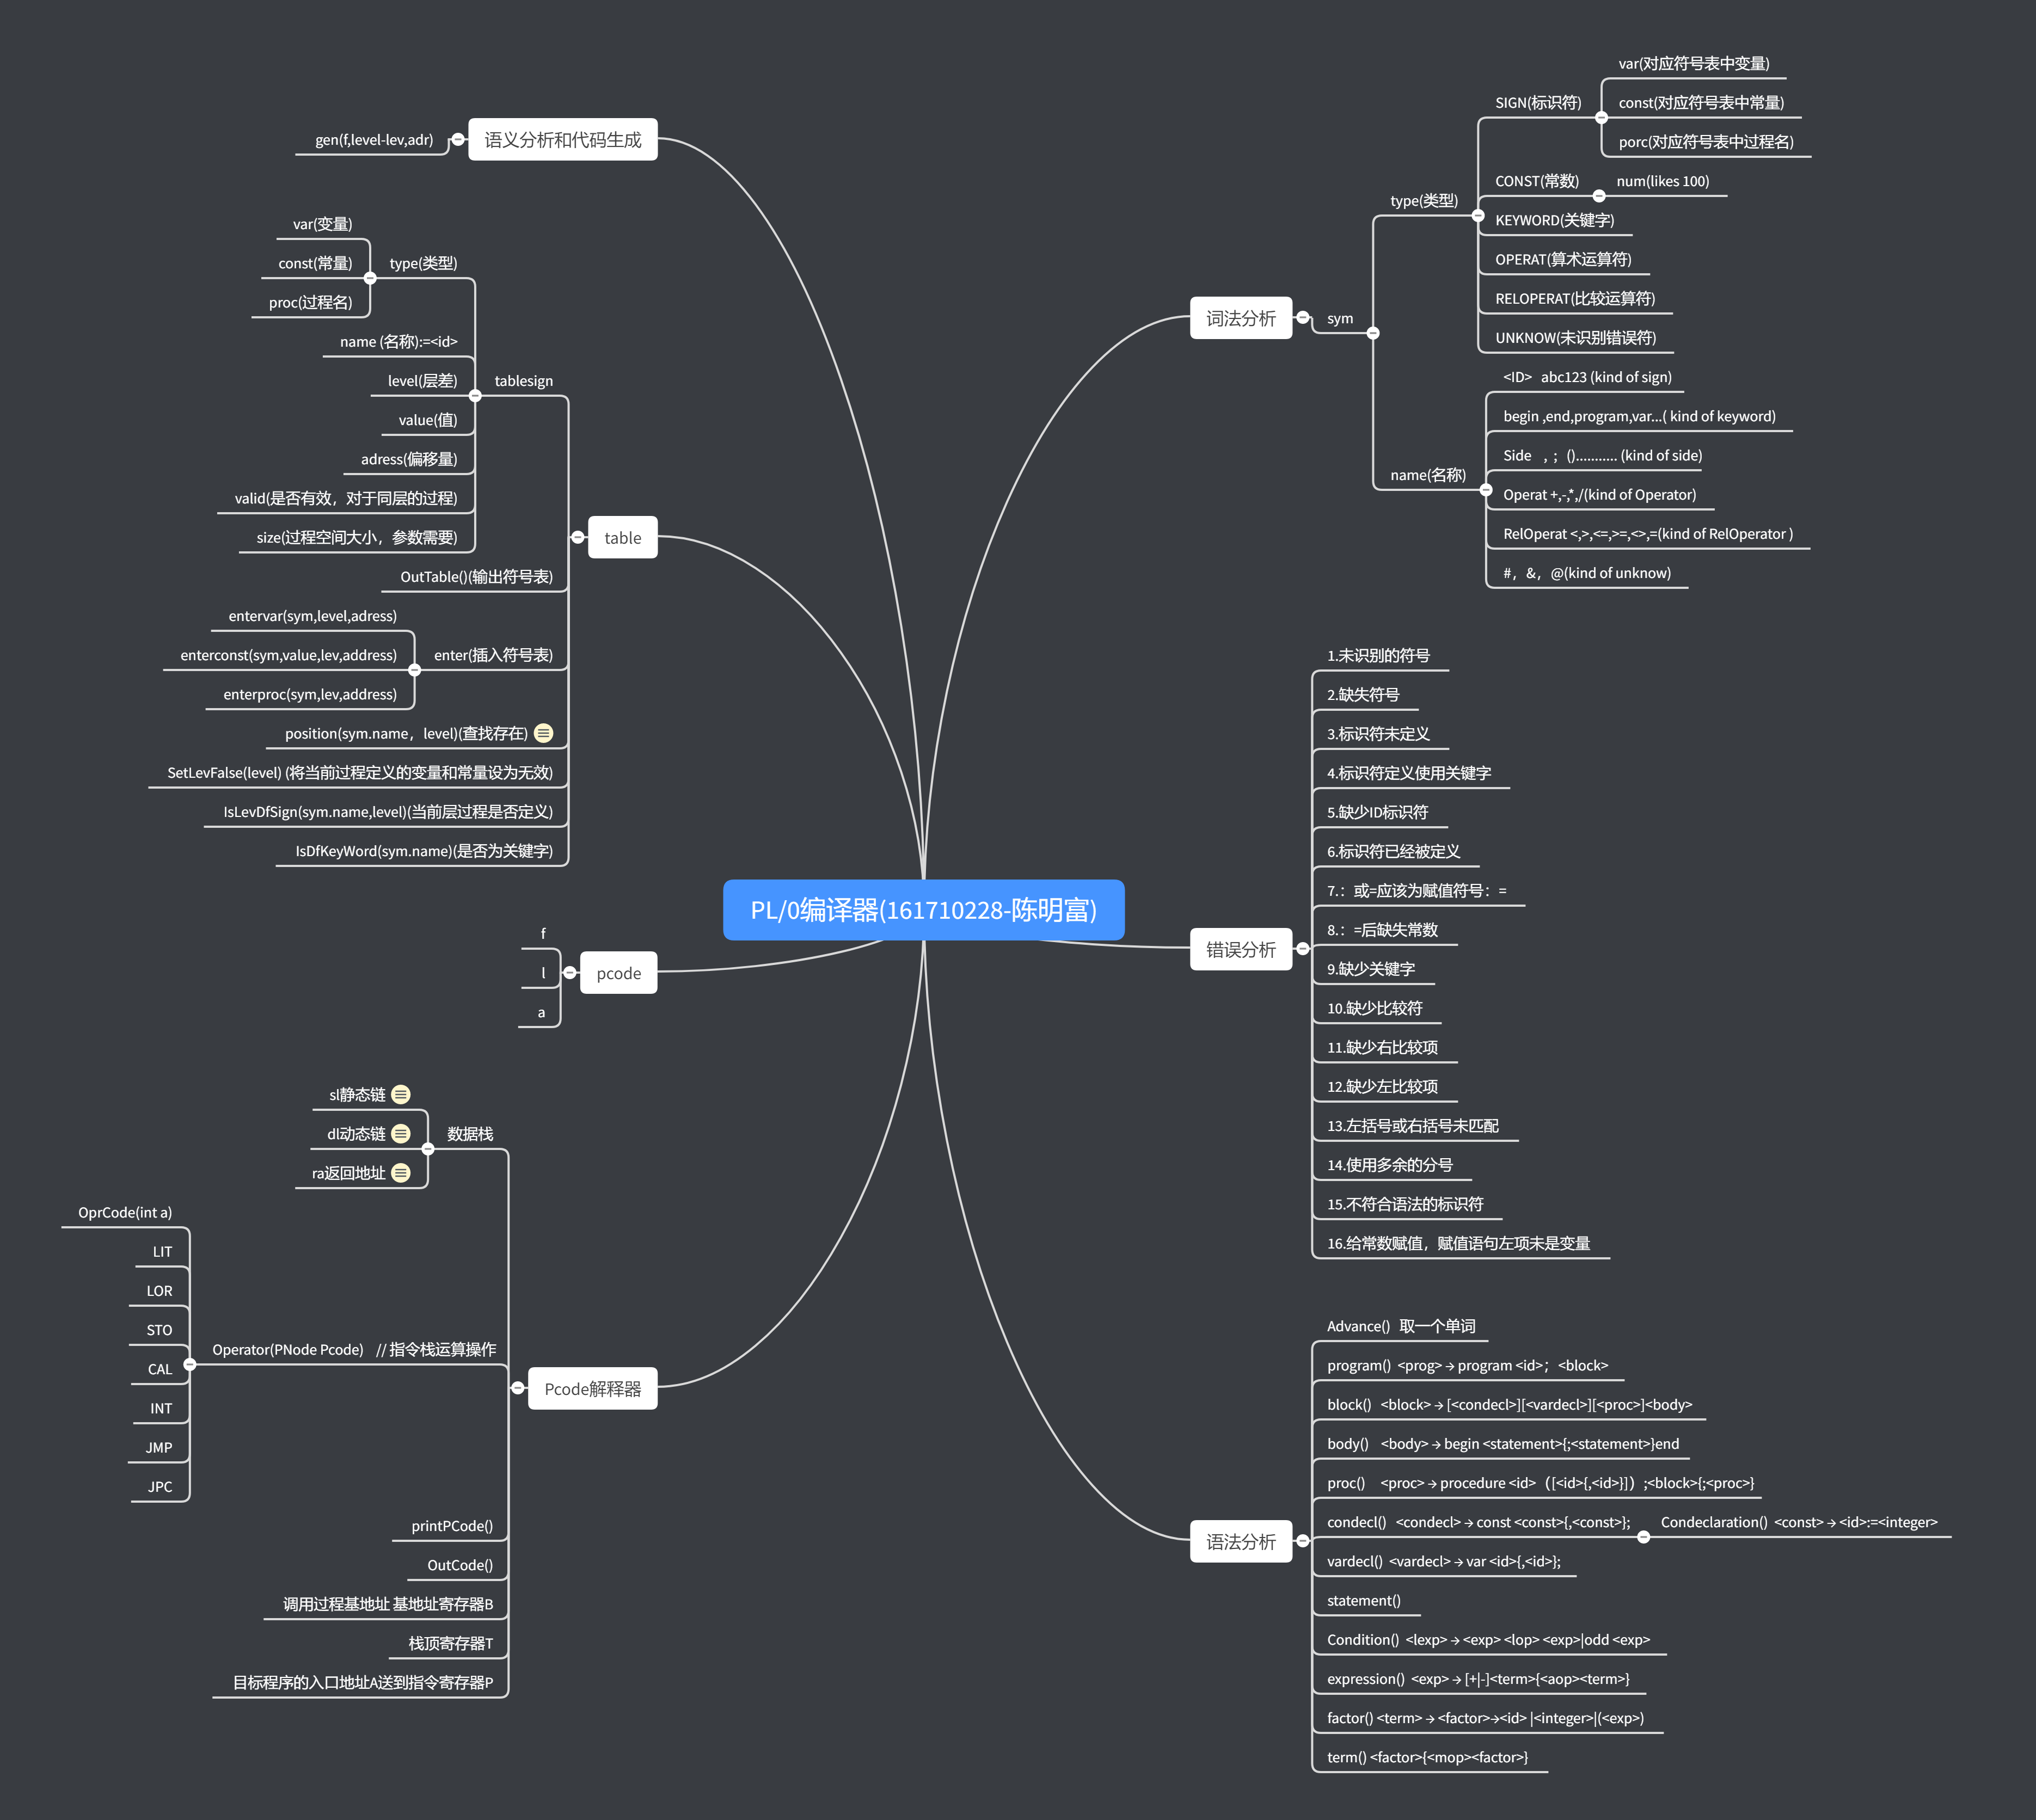 PL/0编译器(161710228-陈明富)
词法分析
sym
type(类型)
SIGN(标识符)
var(对应符号表中变量)
const(对应符号表中常量)
porc(对应符号表中过程名)
CONST(常数)
num(likes 100)
KEYWORD(关键字)
OPERAT(算术运算符)
RELOPERAT(比较运算符)
UNKNOW(未识别错误符)
name(名称)
<ID> abc123 (kind of sign)
begin ,end,program,var...( kind of keyword)
Side ,；()........... (kind of side)
Operat +,-,*,/(kind of Operator)
RelOperat <,>,<=,>=,<>,=(kind of RelOperator )
#，&，@(kind of unknow)
错误分析
1.未识别的符号
2.缺失符号
3.标识符未定义
4.标识符定义使用关键字
5.缺少ID标识符
6.标识符已经被定义
7.：或=应该为赋值符号：=
8.：=后缺失常数
9.缺少关键字
10.缺少比较符
11.缺少右比较项
12.缺少左比较项
13.左括号或右括号未匹配
14.使用多余的分号
15.不符合语法的标识符
16.给常数赋值，赋值语句左项未是变量
语法分析
Advance() 取一个单词
program() <prog> → program <id>；<block>
block() <block> → [<condecl>][<vardecl>][<proc>]<body>
body() <body> → begin <statement>{;<statement>}end
proc() <proc> → procedure <id>（[<id>{,<id>}]）;<block>{;<proc>}
condecl() <condecl> → const <const>{,<const>};
Condeclaration() <const> → <id>:=<integer>
vardecl() <vardecl> → var <id>{,<id>};
statement()
Condition() <lexp> → <exp> <lop> <exp>|odd <exp>
expression() <exp> → [+|-]<term>{<aop><term>}
factor() <term> → <factor>→<id> |<integer>|(<exp>)
term() <factor>{<mop><factor>}
语义分析和代码生成
gen(f,level-lev,adr)
table
tablesign
type(类型)
var(变量)
const(常量)
proc(过程名)
name (名称):=<id>
level(层差)
value(值)
adress(偏移量)
valid(是否有效，对于同层的过程)
size(过程空间大小，参数需要)
OutTable()(输出符号表)
enter(插入符号表)
entervar(sym,level,adress)
enterconst(sym,value,lev,address)
enterproc(sym,lev,address)
position(sym.name，level)(查找存在)
SetLevFalse(level) (将当前过程定义的变量和常量设为无效)
IsLevDfSign(sym.name,level)(当前层过程是否定义)
IsDfKeyWord(sym.name)(是否为关键字)
pcode
f
l
a
Pcode解释器
数据栈
sl静态链
dl动态链
ra返回地址
Operator(PNode Pcode) // 指令栈运算操作
OprCode(int a)
LIT
LOR
STO
CAL
INT
JMP
JPC
printPCode()
OutCode()
调用过程基地址 基地址寄存器B
栈顶寄存器T
目标程序的入口地址A送到指令寄存器P